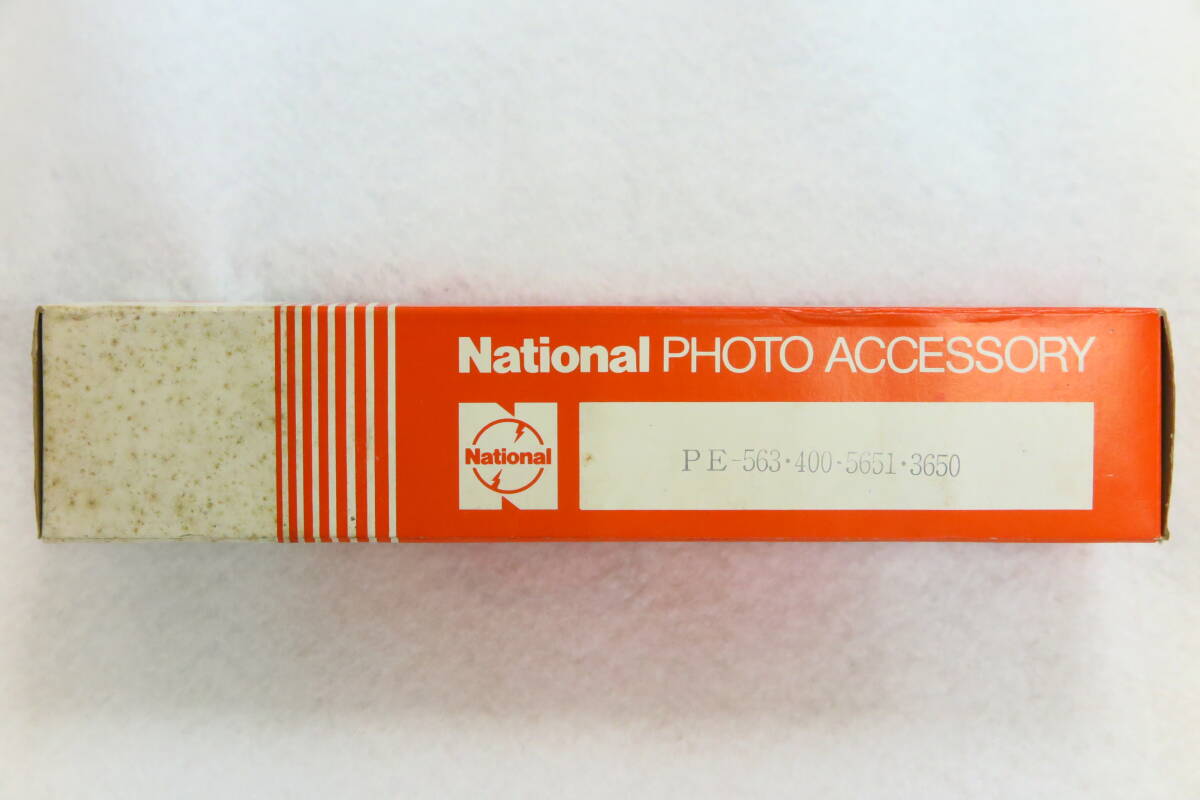 National PHOTO ACCESSORY
National
PE-563·400·5651·3650